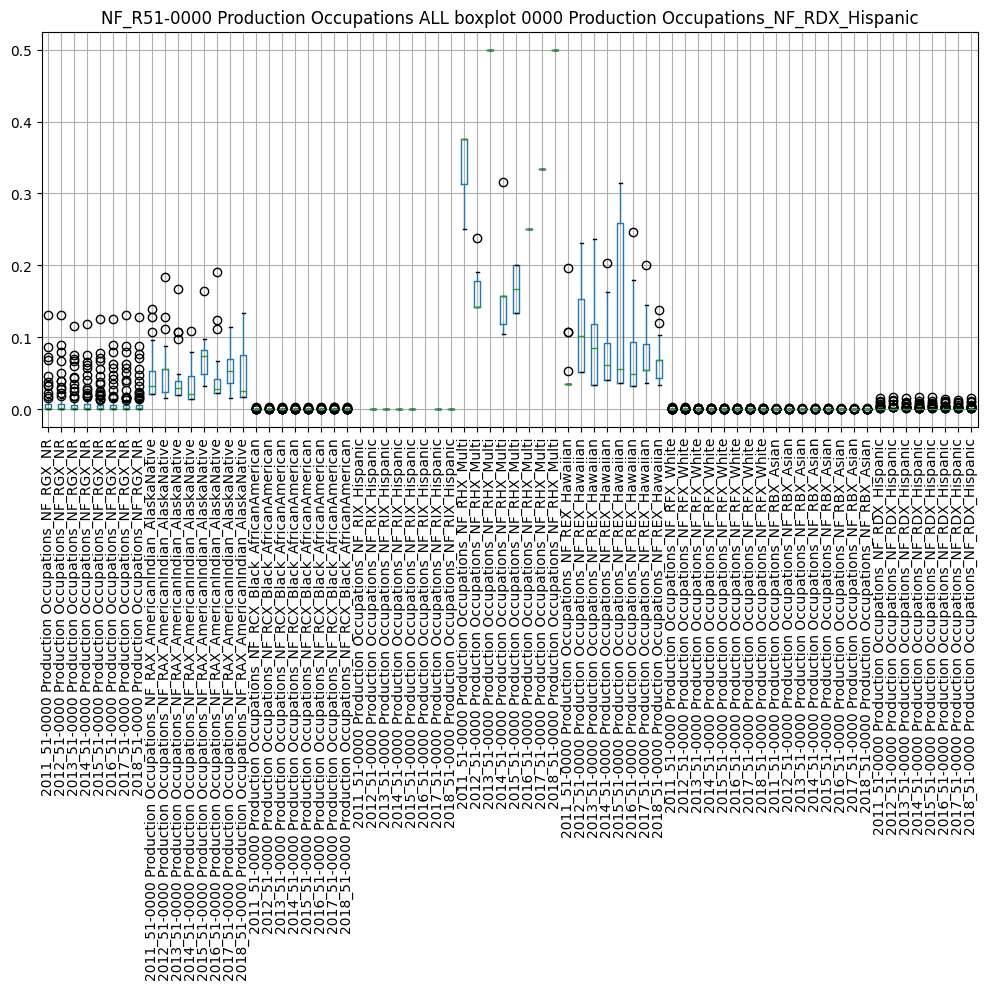 NF_R51-0000 Production Occupations ALL boxplot 0000 Production Occupations_NF_RDX_Hispanic
0.5
0.4
0.3
0.2
0.1
0.0
2011_51-0000 Production Occupations_NF_RGX_NR
2012_51-0000 Production Occupations_NF_RGX_NR
2013_51-0000 Production Occupations_NF_RGX_NR
2014_51-0000 Production Occupations_NF_RGX_NR
2015_51-0000 Production Occupations_NF_RGX_NR
2016_51-0000 Production Occupations_NF_RGX_NR
2017_51-0000 Production Occupations_NF_RGX_NR
2018_51-0000 Production Occupations_NF_RGX_NR
2011_51-0000 Production Occupations_NF_RAX_AmericanIndian_AlaskaNative
2012_51-0000 Production Occupations_NF_RAX_AmericanIndian_AlaskaNative
2013_51-0000 Production Occupations_NF_RAX_AmericanIndian_AlaskaNative
2014_51-0000 Production Occupations_NF_RAX_AmericanIndian_AlaskaNative
2015_51-0000 Production Occupations_NF_RAX_AmericanIndian_AlaskaNative
2016_51-0000 Production Occupations_NF_RAX_AmericanIndian_AlaskaNative
2017_51-0000 Production Occupations_NF_RAX_AmericanIndian_AlaskaNative
2018_51-0000 Production Occupations_NF_RAX_AmericanIndian_AlaskaNative
2011_51-0000 Production Occupations_NF_RCX_Black_AfricanAmerican
2012_51-0000 Production Occupations_NF_RCX_Black_AfricanAmerican
2013_51-0000 Production Occupations_NF_RCX_Black_AfricanAmerican
2014_51-0000 Production Occupations_NF_RCX_Black_AfricanAmerican
2015_51-0000 Production Occupations_NF_RCX_Black_AfricanAmerican
2016_51-0000 Production Occupations_NF_RCX_Black_AfricanAmerican
2017_51-0000 Production Occupations_NF_RCX_Black_AfricanAmerican
2018_51-0000 Production Occupations_NF_RCX_Black_AfricanAmerican
2011_51-0000 Production Occupations_NF_RIX_Hispanic
2012_51-0000 Production Occupations_NF_RIX_Hispanic
2013_51-0000 Production Occupations_NF_RIX_Hispanic
2014_51-0000 Production Occupations_NF_RIX_Hispanic
2015_51-0000 Production Occupations_NF_RIX_Hispanic
2016_51-0000 Production Occupations_NF_RIX_Hispanic
2017_51-0000 Production Occupations_NF_RIX_Hispanic
2018_51-0000 Production Occupations_NF_RIX_Hispanic
2011_51-0000 Production Occupations_NF_RHX_Multi
2012_51-0000 Production Occupations_NF_RHX_Multi
2013_51-0000 Production Occupations_NF_RHX_Multi
2014_51-0000 Production Occupations_NF_RHX_Multi
2015_51-0000 Production Occupations_NF_RHX_Multi
2016_51-0000 Production Occupations_NF_RHX_Multi
2017_51-0000 Production Occupations_NF_RHX_Multi
2018_51-0000 Production Occupations_NF_RHX_Multi
2011_51-0000 Production Occupations_NF_REX_Hawaiian
2012_51-0000 Production Occupations_NF_REX_Hawaiian
2013_51-0000 Production Occupations_NF_REX_Hawaiian
2014_51-0000 Production Occupations_NF_REX_Hawaiian
2015_51-0000 Production Occupations_NF_REX_Hawaiian
2016_51-0000 Production Occupations_NF_REX_Hawaiian
2017_51-0000 Production Occupations_NF_REX_Hawaiian
2018_51-0000 Production Occupations_NF_REX_Hawaiian
2011_51-0000 Production Occupations_NF_RFX_White
2012_51-0000 Production Occupations_NF_RFX_White
2013_51-0000 Production Occupations_NF_RFX_White
2014_51-0000 Production Occupations_NF_RFX_White
2015_51-0000 Production Occupations_NF_RFX_White
2016_51-0000 Production Occupations_NF_RFX_White
2017_51-0000 Production Occupations_NF_RFX_White
2018_51-0000 Production Occupations_NF_RFX_White
2011_51-0000 Production Occupations_NF_RBX_Asian
2012_51-0000 Production Occupations_NF_RBX_Asian
2013_51-0000 Production Occupations_NF_RBX_Asian
2014_51-0000 Production Occupations_NF_RBX_Asian
2015_51-0000 Production Occupations_NF_RBX_Asian
2016_51-0000 Production Occupations_NF_RBX_Asian
2017_51-0000 Production Occupations_NF_RBX_Asian
2018_51-0000 Production Occupations_NF_RBX_Asian
2011_51-0000 Production Occupations_NF_RDX_Hispanic
2012_51-0000 Production Occupations_NF_RDX_Hispanic
2013_51-0000 Production Occupations_NF_RDX_Hispanic
2014_51-0000 Production Occupations_NF_RDX_Hispanic
2015_51-0000 Production Occupations_NF_RDX_Hispanic
2016_51-0000 Production Occupations_NF_RDX_Hispanic
2017_51-0000 Production Occupations_NF_RDX_Hispanic
2018_51-0000 Production Occupations_NF_RDX_Hispanic